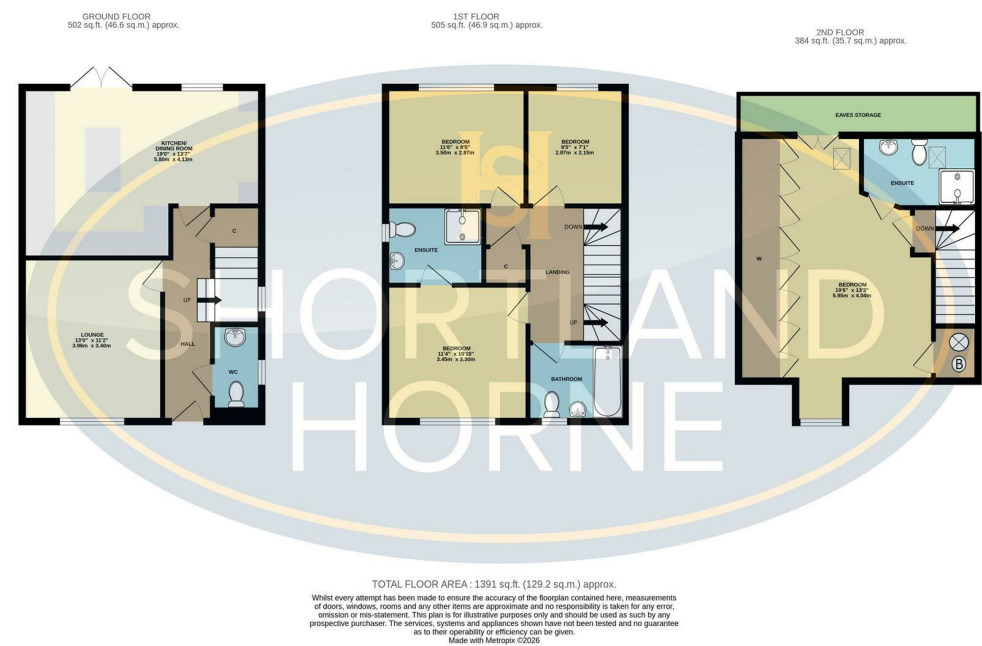 GROUND FLOOR
502 sq.ft. (46.6 sq.m.) approx.
KITCHEN/
DINING ROOM
19'0" x 13'7"
5.80m x 4.13m
C
UP
LOUNGE
13'0" x 11'2"
3.96m x 3.40m
HALL
WC
1ST FLOOR
505 sq.ft. (46.9 sq.m.) approx.
BEDROOM
11'6" x 9'5"
3.50m x 2.87m
BEDROOM
9'5" x 7'1"
2.87m x 2.15m
DOWN
ENSUITE
C
LANDING
UP
BEDROOM
11'4" x 10'10"
3.45m x 3.30m
BATHROOM
2ND FLOOR
384 sq.ft. (35.7 sq.m.) approx.
EAVES STORAGE
ENSUITE
DOWN
W
BEDROOM
19'6" x 13'3"
5.95m x 4.04m
B
SH
SHORTLAND
HORNE
TOTAL FLOOR AREA : 1391 sq.ft. (129.2 sq.m.) approx.
Whilst every attempt has been made to ensure the accuracy of the floorplan contained here, measurements
of doors, windows, rooms and any other items are approximate and no responsibility is taken for any error,
omission or mis-statement. This plan is for illustrative purposes only and should be used as such by any
prospective purchaser. The services, systems and appliances shown have not been tested and no guarantee
as to their operability or efficiency can be given.
Made with Metropix ©2026